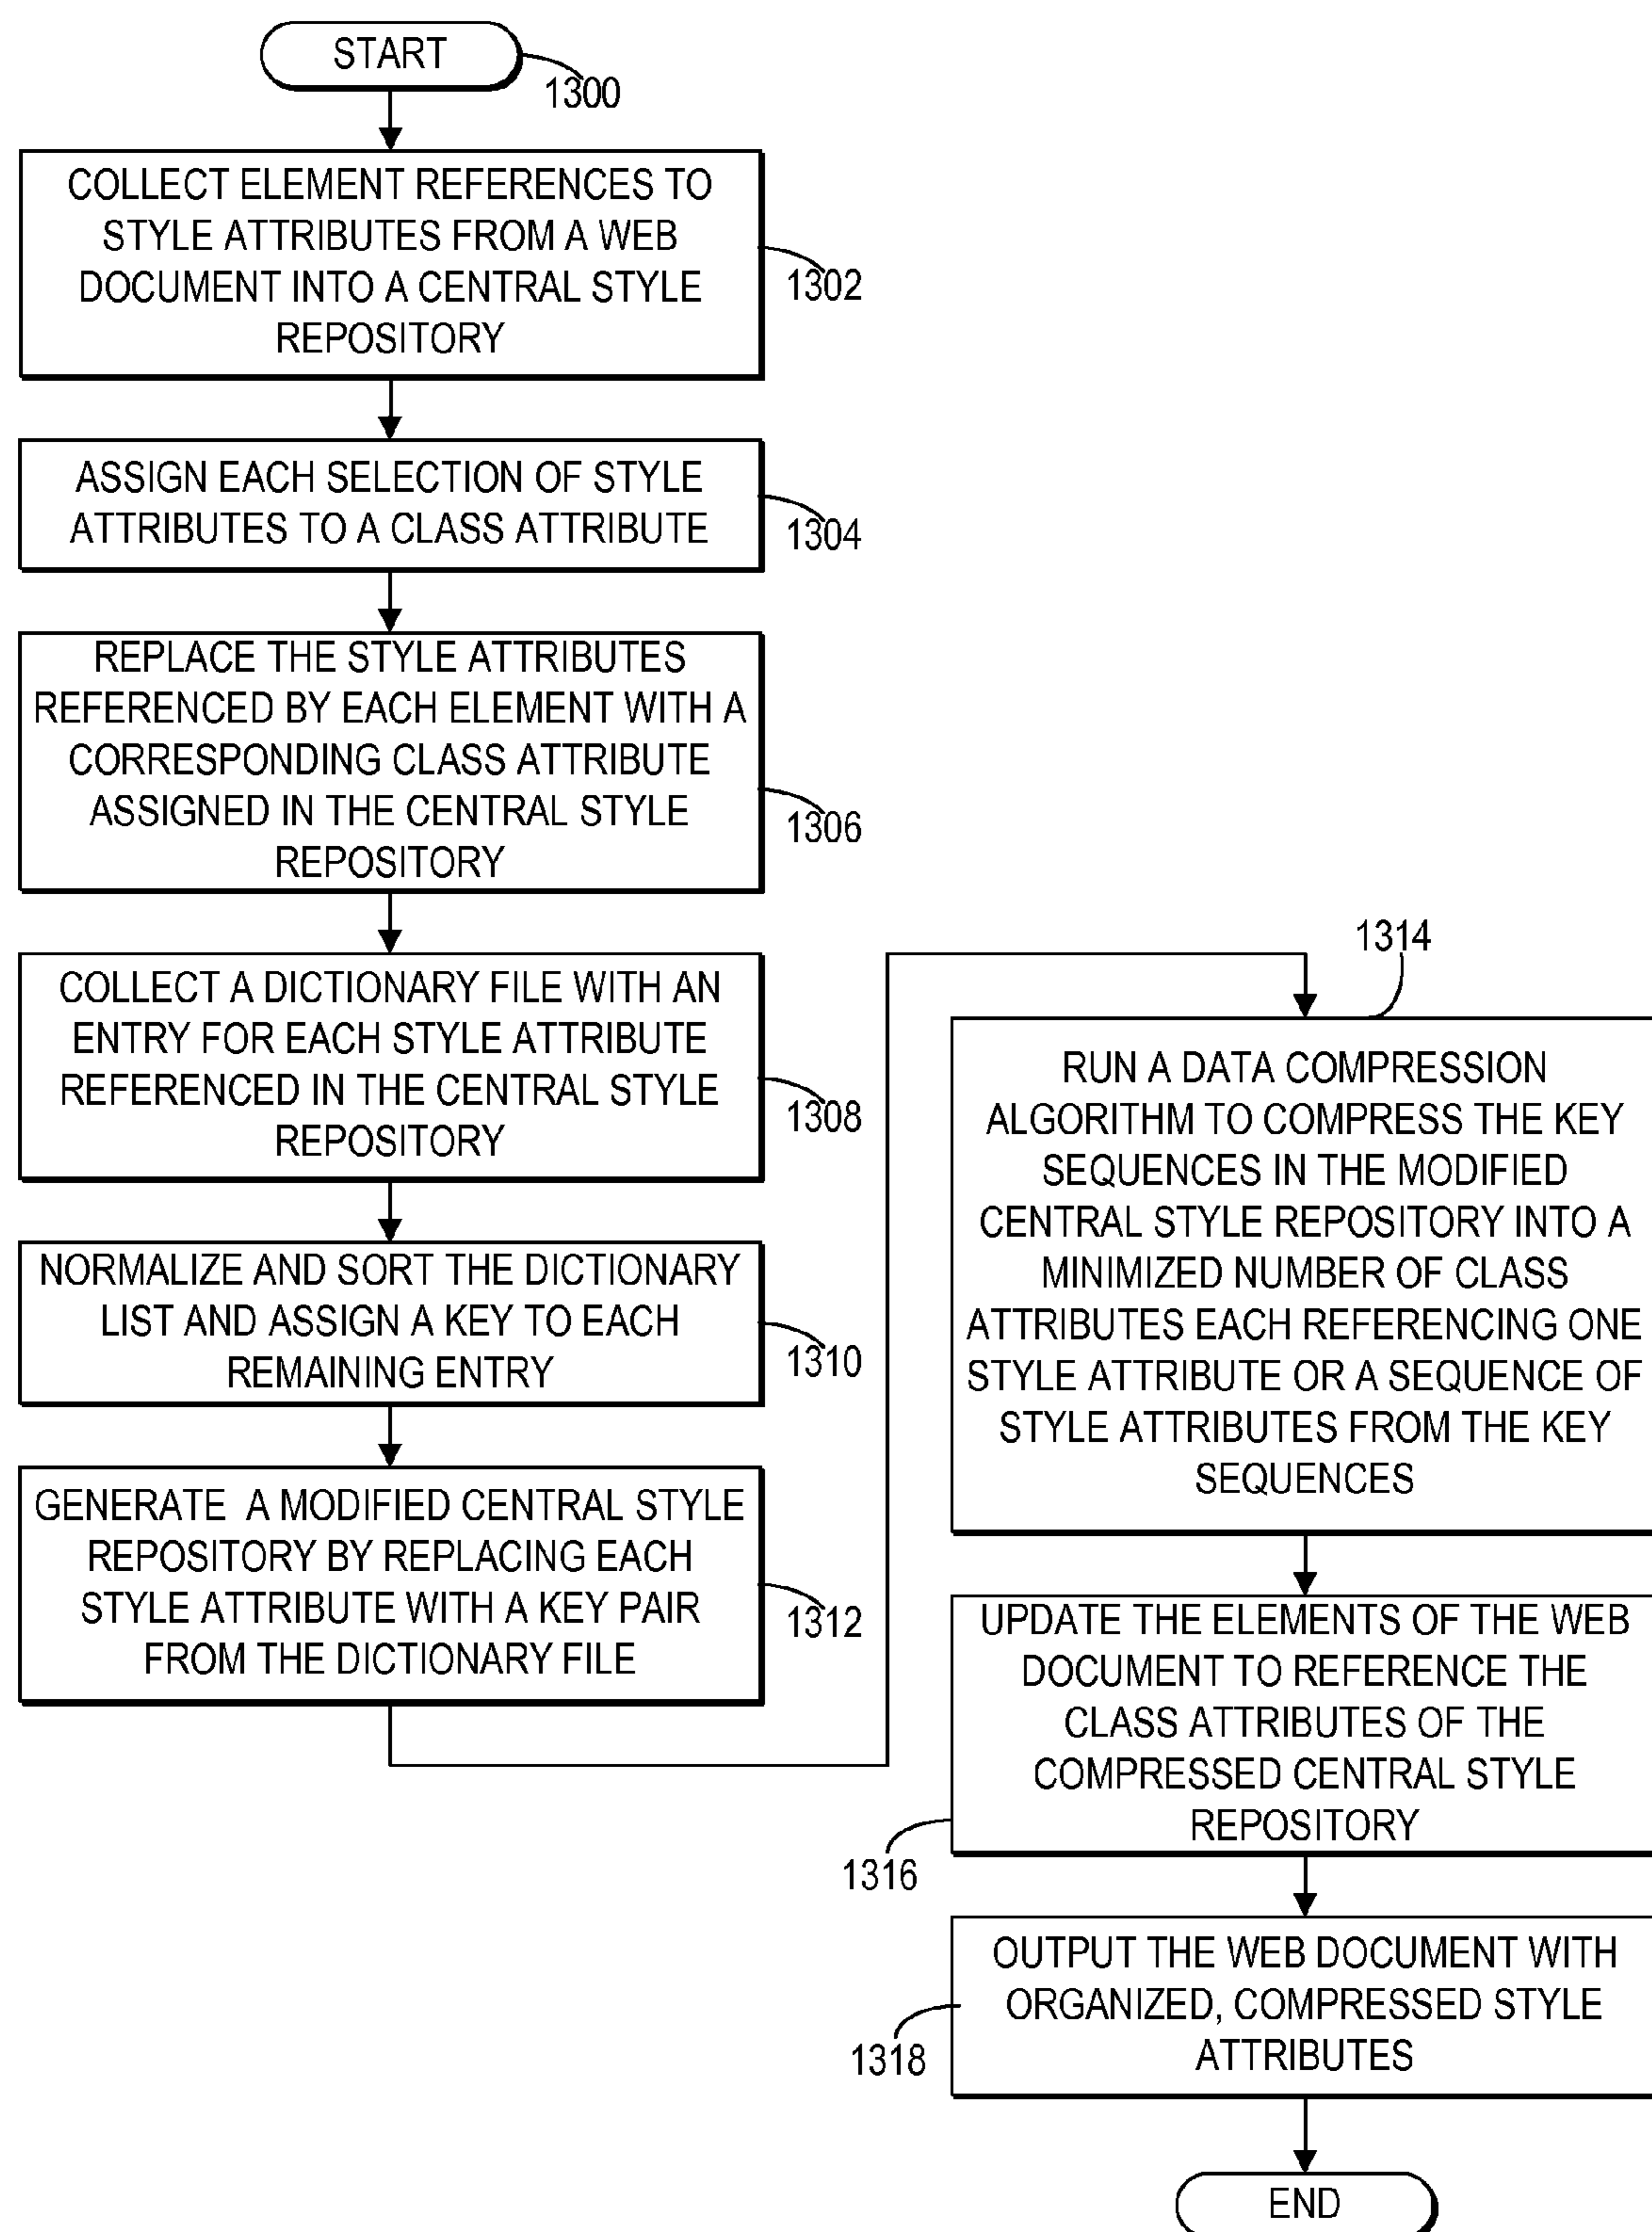 START
1300
COLLECT ELEMENT REFERENCES TO
STYLE ATTRIBUTES FROM A WEB
DOCUMENT INTO A CENTRAL STYLE
REPOSITORY
1302
ASSIGN EACH SELECTION OF STYLE
ATTRIBUTES TO A CLASS ATTRIBUTE
1304
REPLACE THE STYLE ATTRIBUTES
REFERENCED BY EACH ELEMENT WITH A
CORRESPONDING CLASS ATTRIBUTE
ASSIGNED IN THE CENTRAL STYLE
REPOSITORY
1306
COLLECT A DICTIONARY FILE WITH AN
ENTRY FOR EACH STYLE ATTRIBUTE
REFERENCED IN THE CENTRAL STYLE
REPOSITORY
1308
NORMALIZE AND SORT THE DICTIONARY
LIST AND ASSIGN A KEY TO EACH
REMAINING ENTRY
1310
GENERATE A MODIFIED CENTRAL STYLE
REPOSITORY BY REPLACING EACH
STYLE ATTRIBUTE WITH A KEY PAIR
FROM THE DICTIONARY FILE
1312
1314
RUN A DATA COMPRESSION
ALGORITHM TO COMPRESS THE KEY
SEQUENCES IN THE MODIFIED
CENTRAL STYLE REPOSITORY INTO A
MINIMIZED NUMBER OF CLASS
ATTRIBUTES EACH REFERENCING ONE
STYLE ATTRIBUTE OR A SEQUENCE OF
STYLE ATTRIBUTES FROM THE KEY
SEQUENCES
UPDATE THE ELEMENTS OF THE WEB
DOCUMENT TO REFERENCE THE
CLASS ATTRIBUTES OF THE
COMPRESSED CENTRAL STYLE
REPOSITORY
1316
OUTPUT THE WEB DOCUMENT WITH
ORGANIZED, COMPRESSED STYLE
ATTRIBUTES
1318
END